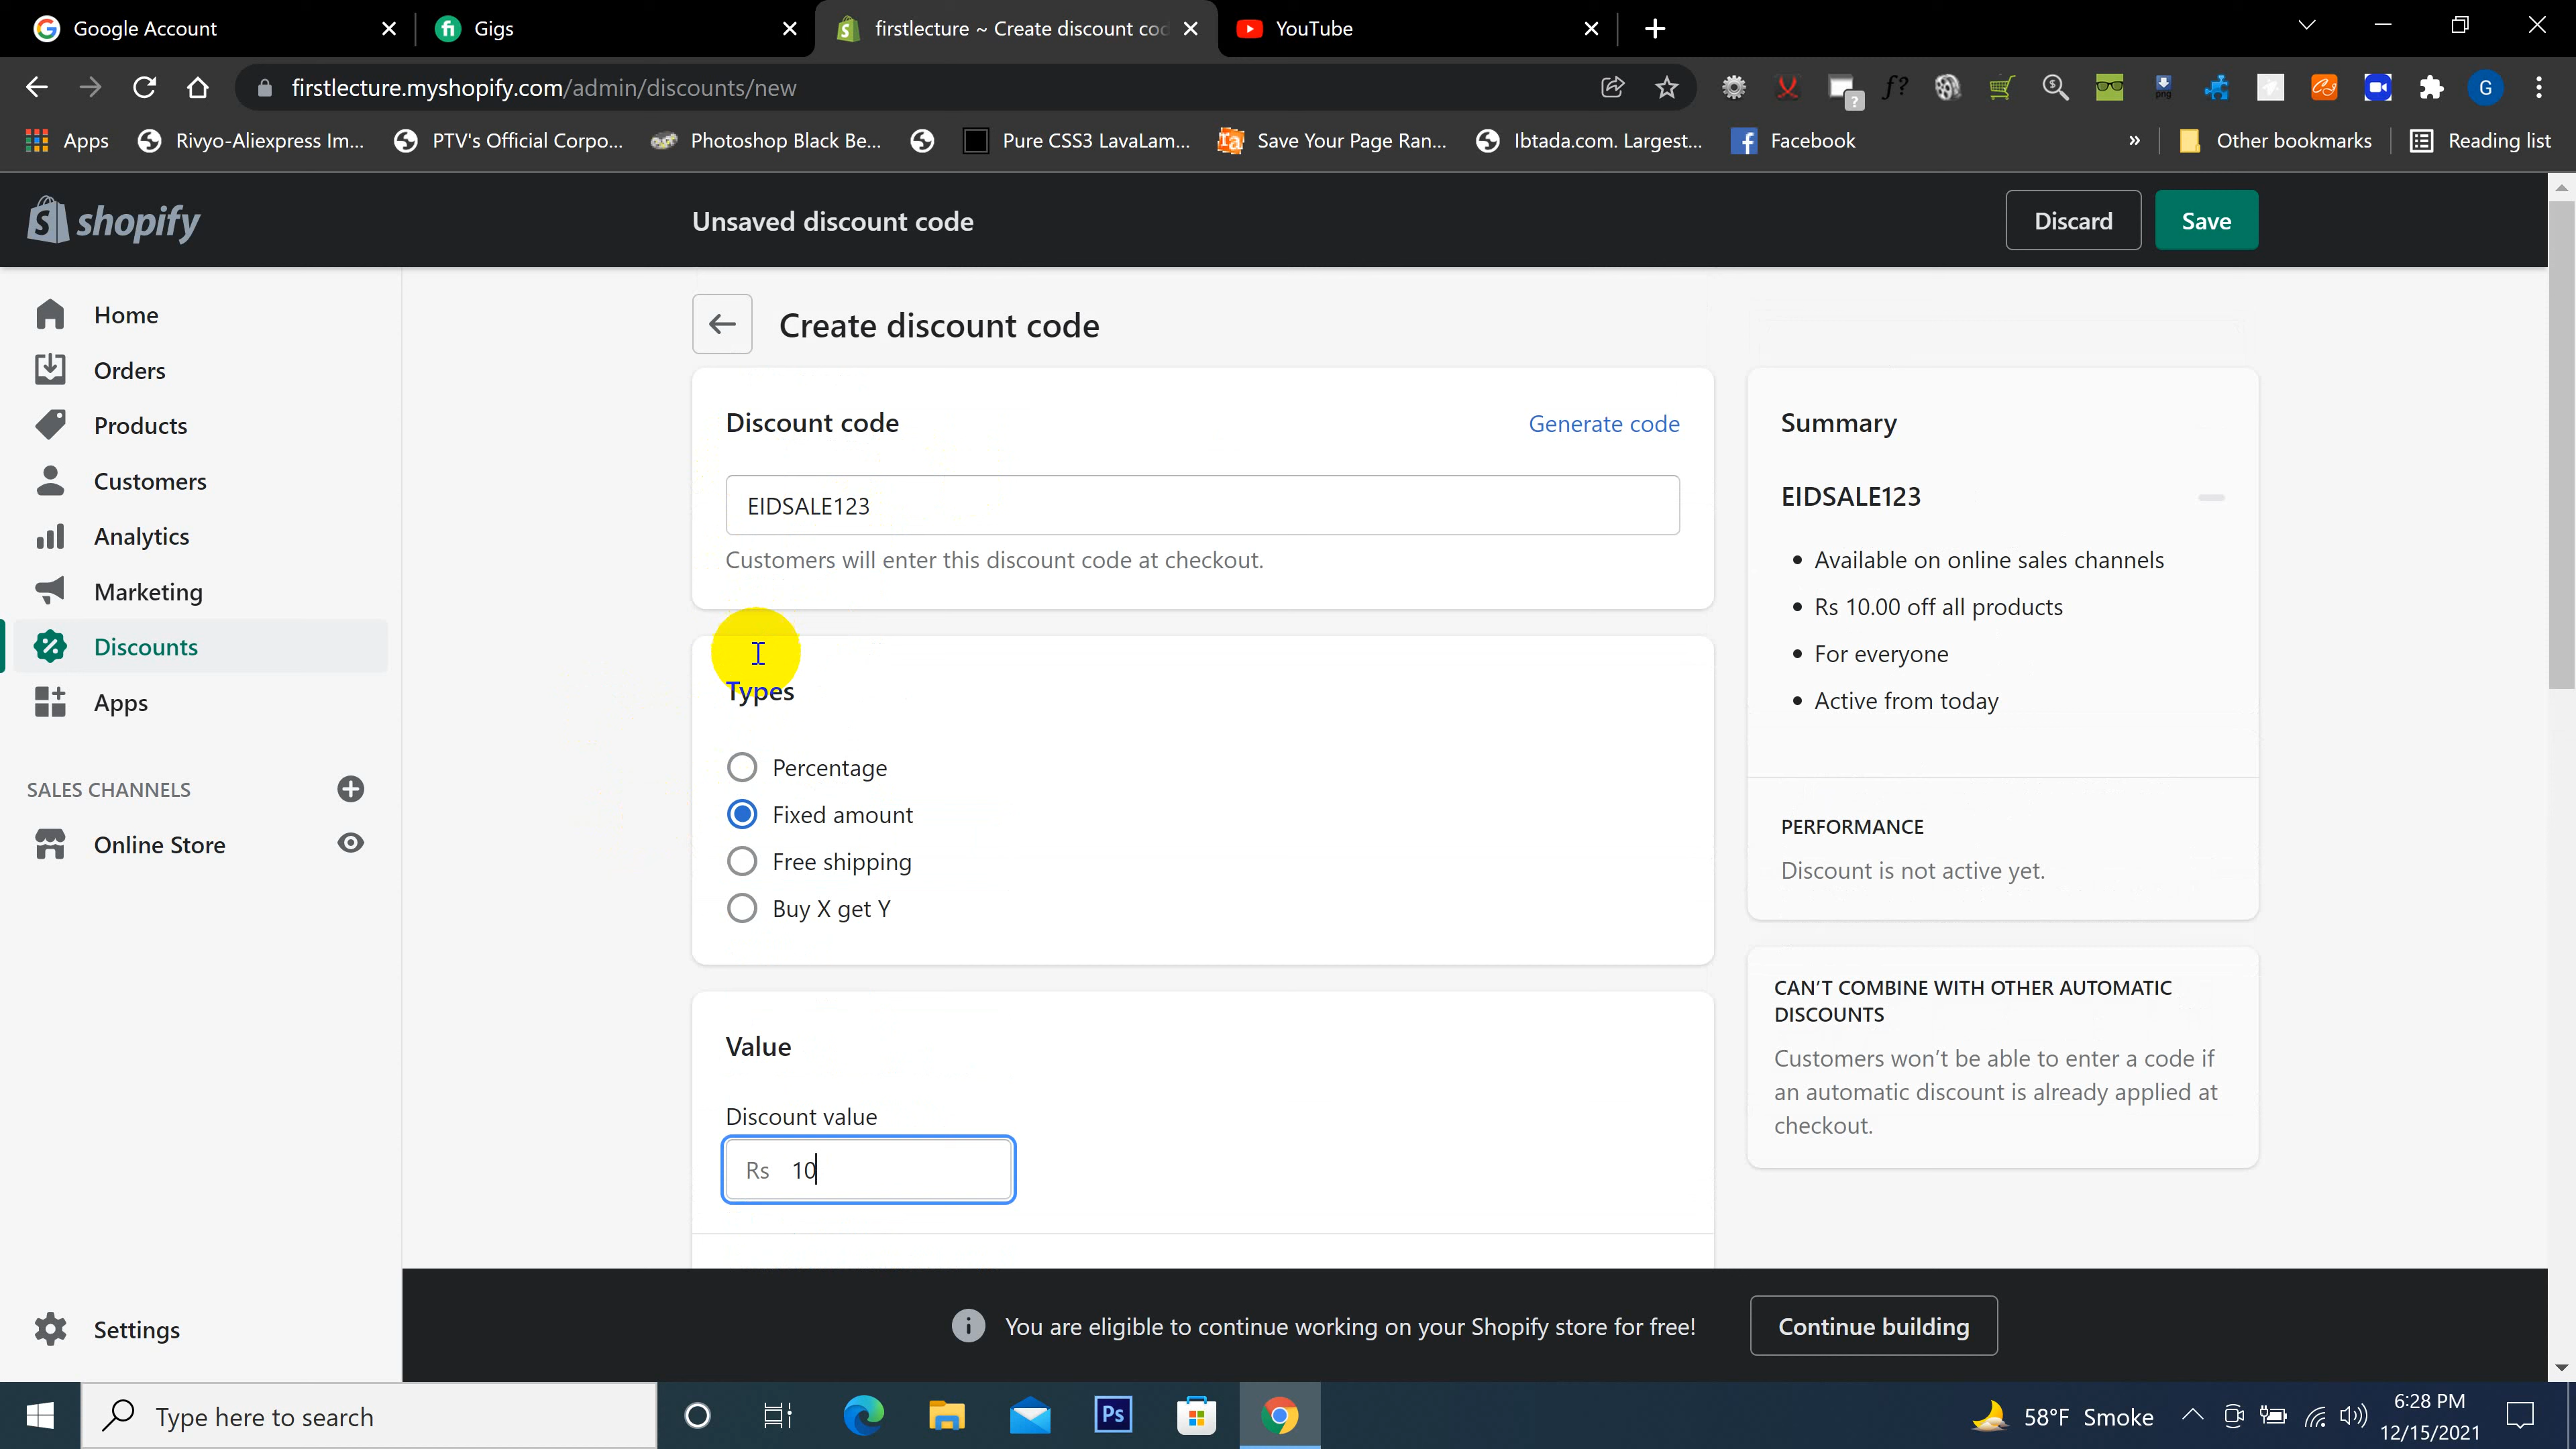 Google Account
Gigs
firstlecture ~ Create discount coc
YouTube
firstlecture.myshopify.com/admin/discounts/new
f?
?
png
G
Apps
Rivyo-Aliexpress Im...
PTV's Official Corpo...
Photoshop Black Be...
Pure CSS3 LavaLam...
Save Your Page Ran...
Ibtada.com. Largest...
Facebook
»
Other bookmarks
Reading list
shopify
Unsaved discount code
Discard
Save
Home
Orders
Products
Customers
Analytics
Marketing
Discounts
Apps
SALES CHANNELS
Online Store
Settings
Create discount code
Discount code
Generate code
EIDSALE123
Customers will enter this discount code at checkout.
Types
Percentage
Fixed amount
Free shipping
Buy X get Y
Value
Discount value
Rs 10
Summary
EIDSALE123
• Available on online sales channels
• Rs 10.00 off all products
• For everyone
• Active from today
PERFORMANCE
Discount is not active yet.
CAN'T COMBINE WITH OTHER AUTOMATIC
DISCOUNTS
Customers won't be able to enter a code if
an automatic discount is already applied at
checkout.
You are eligible to continue working on your Shopify store for free!
Continue building
Type here to search
Ps
58°F Smoke
6:28 PM
12/15/2021